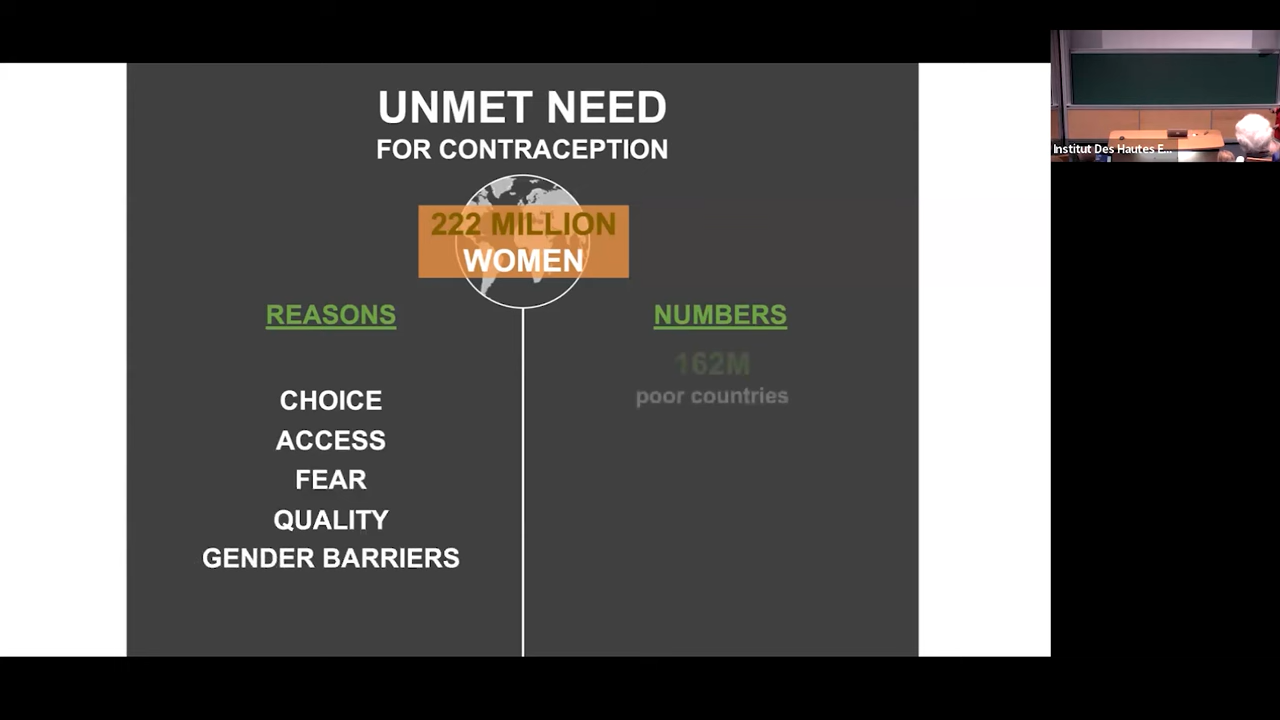 UNMET NEED
FOR CONTRACEPTION
222 MILLION
WOMEN
REASONS
CHOICE
ACCESS
FEAR
QUALITY
GENDER BARRIERS
NUMBERS
162M
poor countries
Institut Des Hautes E...